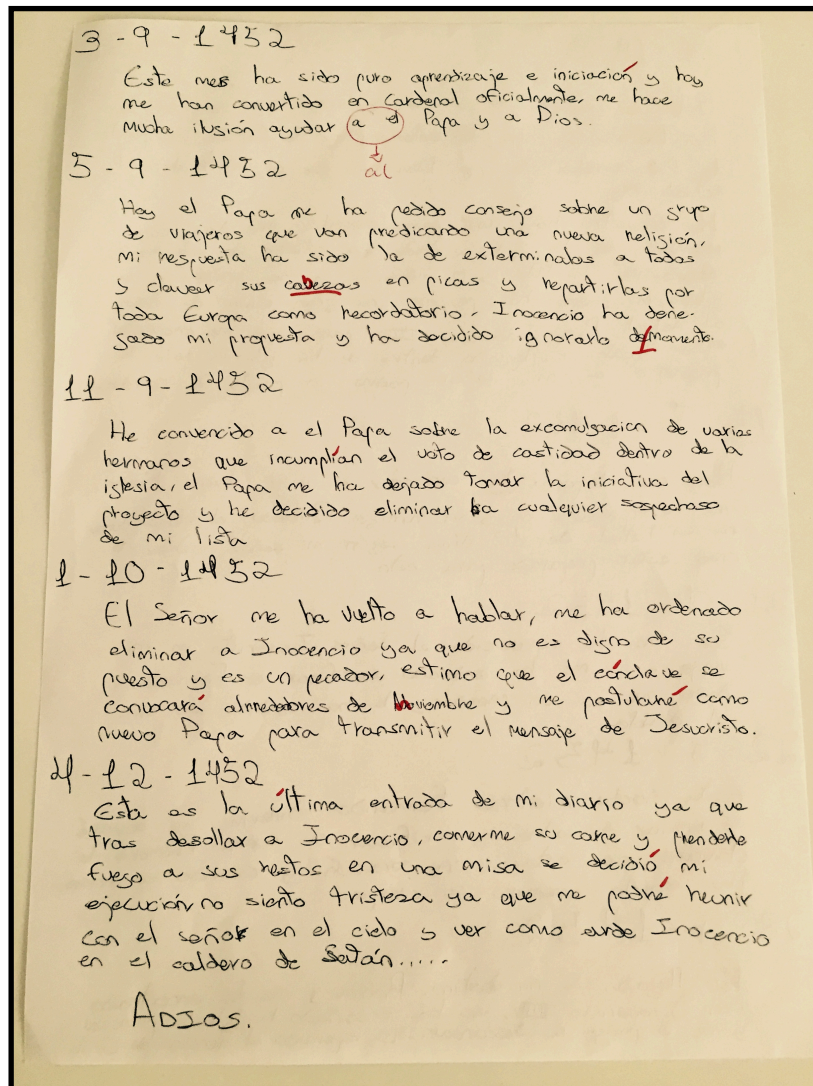 3-9-1452
Este mes ha sido puro aprendizaje e iniciación y hoy
me han convertido en Cardenal oficialmente, me hace
mucha ilusión ayudar a el Papa y a Dios.
al
5-9-1452
Hoy el Papa me ha pedido consejo sobre un grupo
de viajeros que van predicando una nueva religión,
mi respuesta ha sido la de exterminalos a todos
y clavear sus cabezas en picas y repartirlas por
toda Europa como recordatorio. Inocencio ha dene-
gado mi propuesta y ha decidido ignorarlo de momento.
11-9-1452
He convencido a el Papa sobre la excomulgación de varios
hermanos que incumplían el voto de castidad dentro de la
iglesia, el Papa me ha dejado tomar la iniciativa del
proyecto y he decidido eliminar a cualquier sospechoso
de mi lista
1-10-1452
El Señor me ha vuelto a hablar, me ha ordenado
eliminar a Inocencio ya que no es digno de su
puesto y es un pecador, estimo que el cónclave se
convocará alrrededores de Noviembre y me postularé como
nuevo Papa para transmitir el mensaje de Jesucristo.
4-12-1452
Esta es la última entrada de mi diario ya que
tras desollar a Inocencio, comerme su carne y prenderle
fuego a sus restos en una misa se decidió mi
ejecución no siento tristeza ya que me podré reunir
con el señor en el cielo y ver como arde Inocencio
en el caldero de Satán.....
ADIOS.